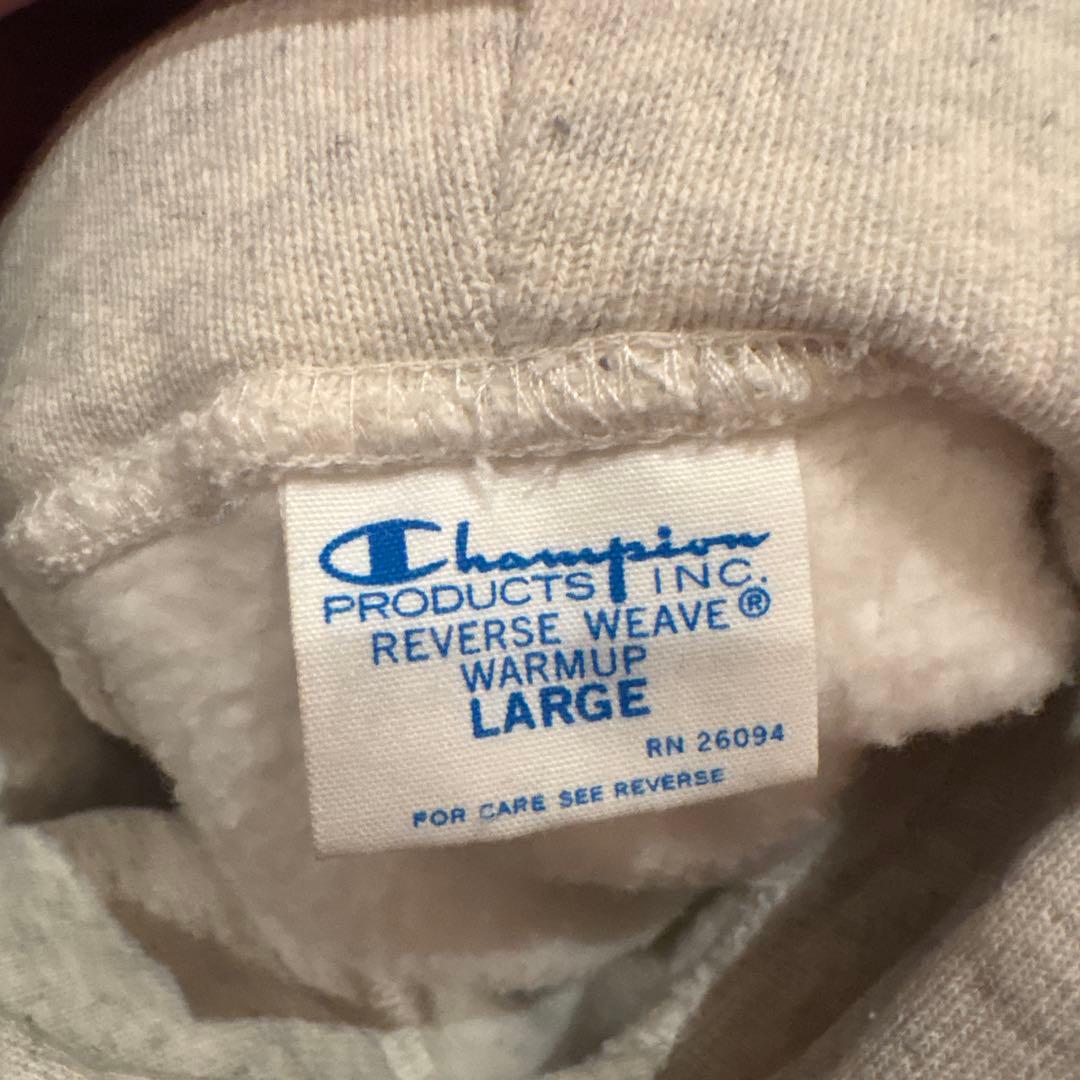 Champion
PRODUCTS INC.
REVERSE WEAVE®
WARMUP
LARGE
RN 26094
FOR CARE SEE REVERSE